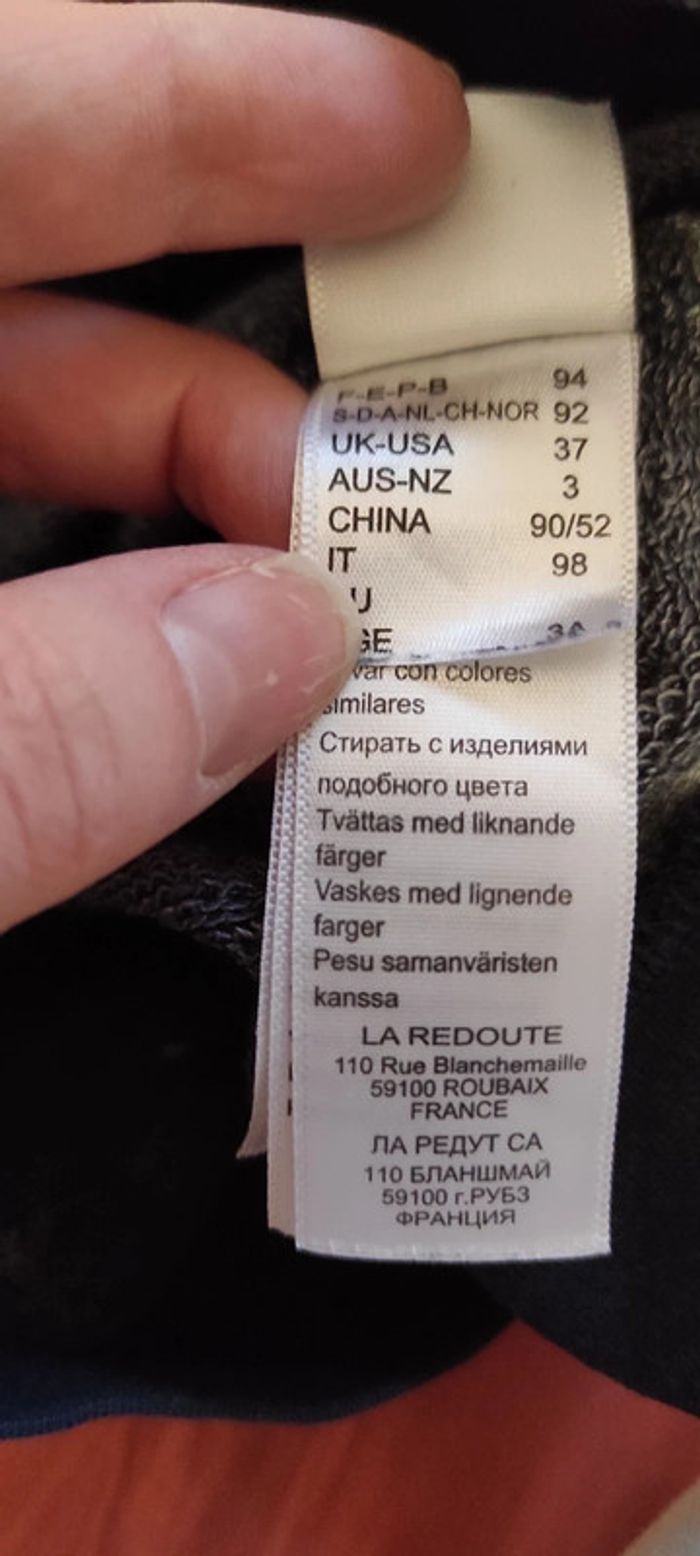 F-E-P-B 94
S-D-A-NL-CH-NOR 92
UK-USA 37
AUS-NZ 3
CHINA 90/52
IT 98
3A
con colores
similares
Стирать с изделиями
подобного цвета
Tvättas med liknande
färger
Vaskes med lignende
farger
Pesu samanväristen
kanssa
LA REDOUTE
110 Rue Blanchemaille
59100 ROUBAIX
FRANCE
ЛА РЕДУТ СА
110 БЛАНШМАЙ
59100 г.РУБЗ
ФРАНЦИЯ